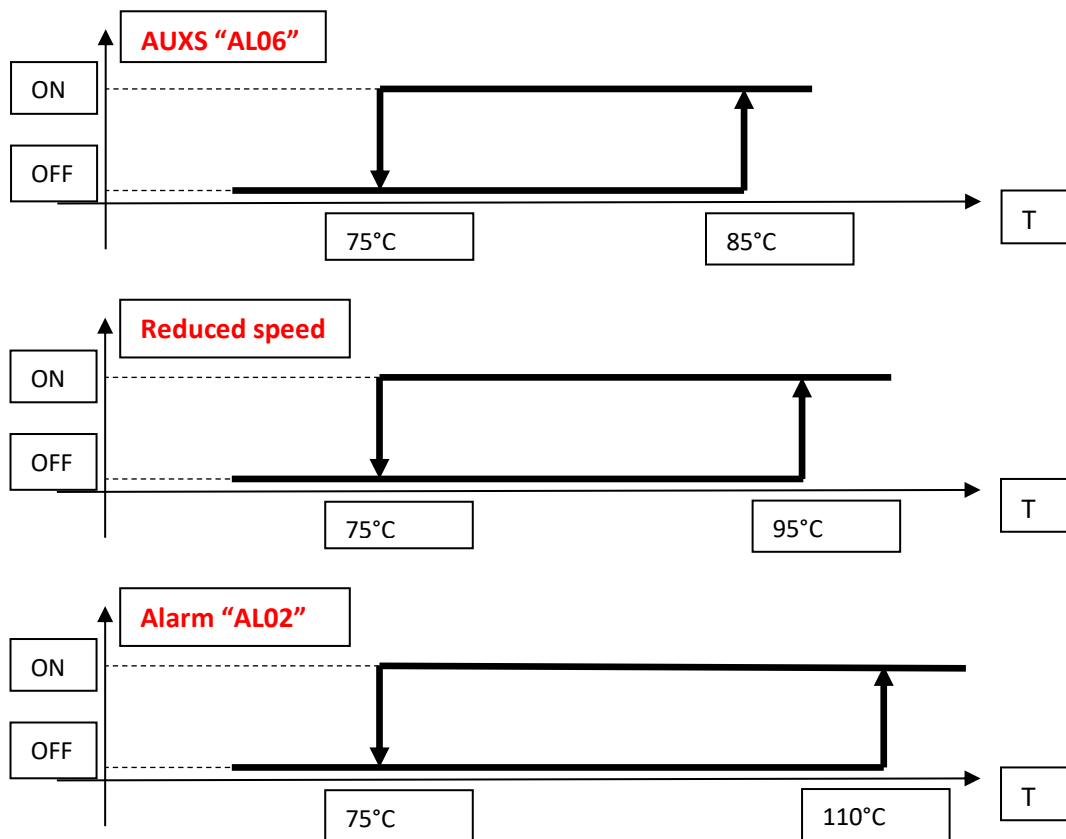 AUXS “AL06”
ON
OFF
T
75°C
85°C
Reduced speed
ON
OFF
T
75°C
95°C
Alarm “AL02”
ON
OFF
T
75°C
110°C